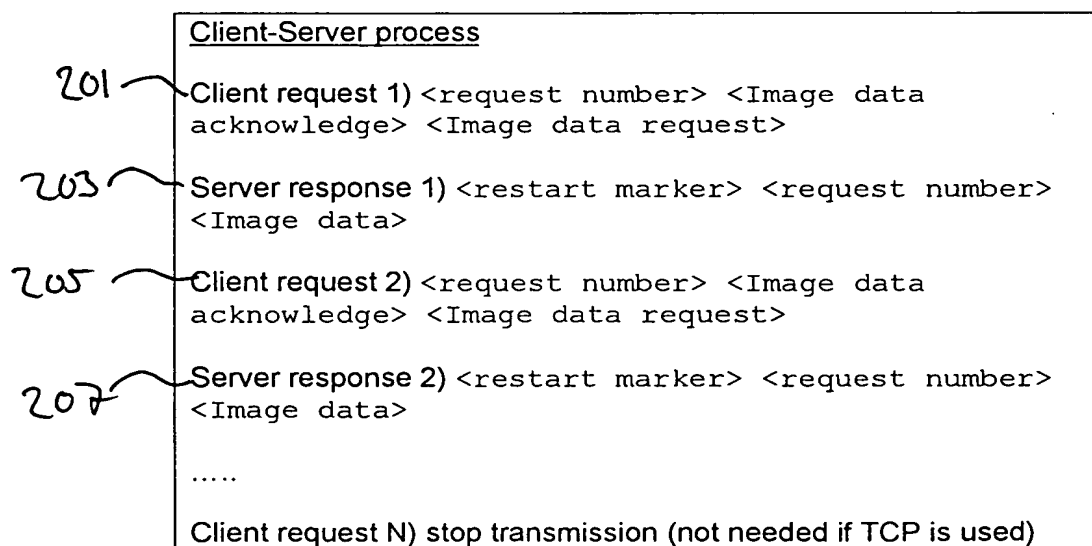 Client-Server process
201
Client request 1) <request number> <Image data
acknowledge> <Image data request>
203
Server response 1) <restart marker> <request number>
<Image data>
205
Client request 2) <request number> <Image data
acknowledge> <Image data request>
207
Server response 2) <restart marker> <request number>
<Image data>
.....
Client request N) stop transmission (not needed if TCP is used)